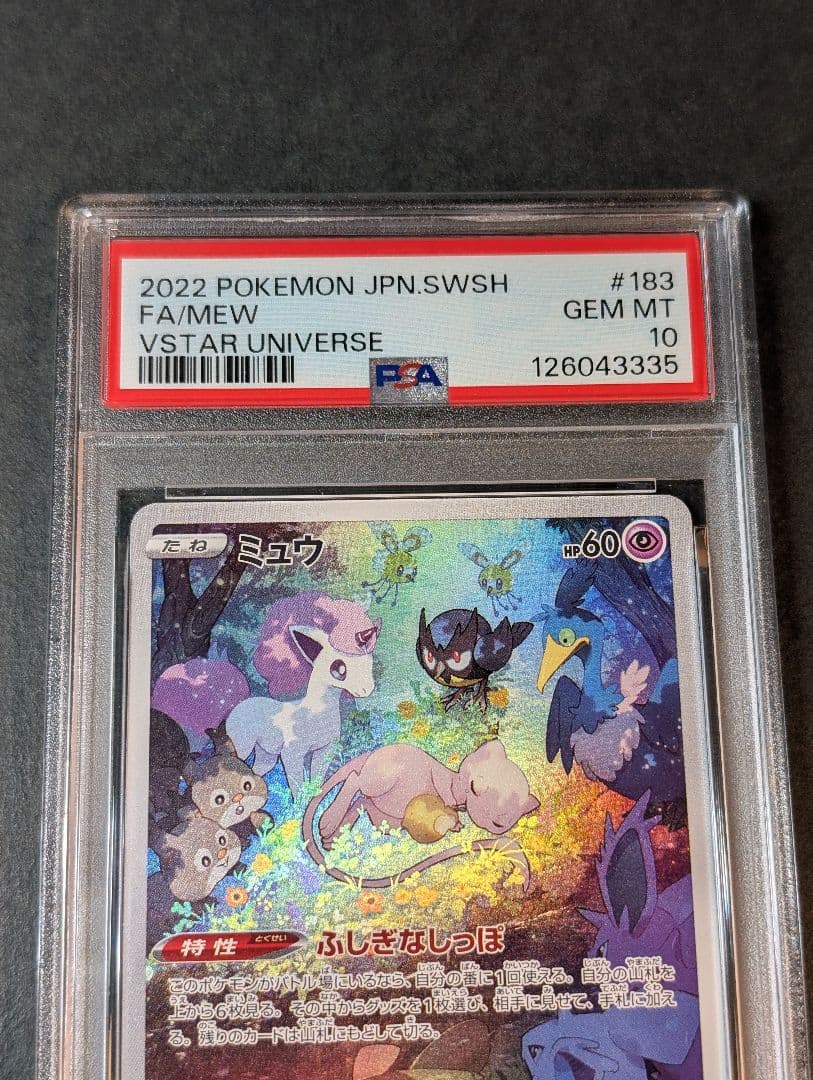 2022 POKEMON JPN.SWSH #183
FA/MEW GEM MT
VSTAR UNIVERSE 10
PSA 126043335
たね ミュウ HP60
特性 とくせい ふしぎなしっぽ
このポケモンがバトル場にいるなら、自分の番に1回使える。自分の山札を
上から6枚見る。その中からグッズを1枚選び、相手に見せて、手札に加え
る。残りのカードは山札にもどして切る。